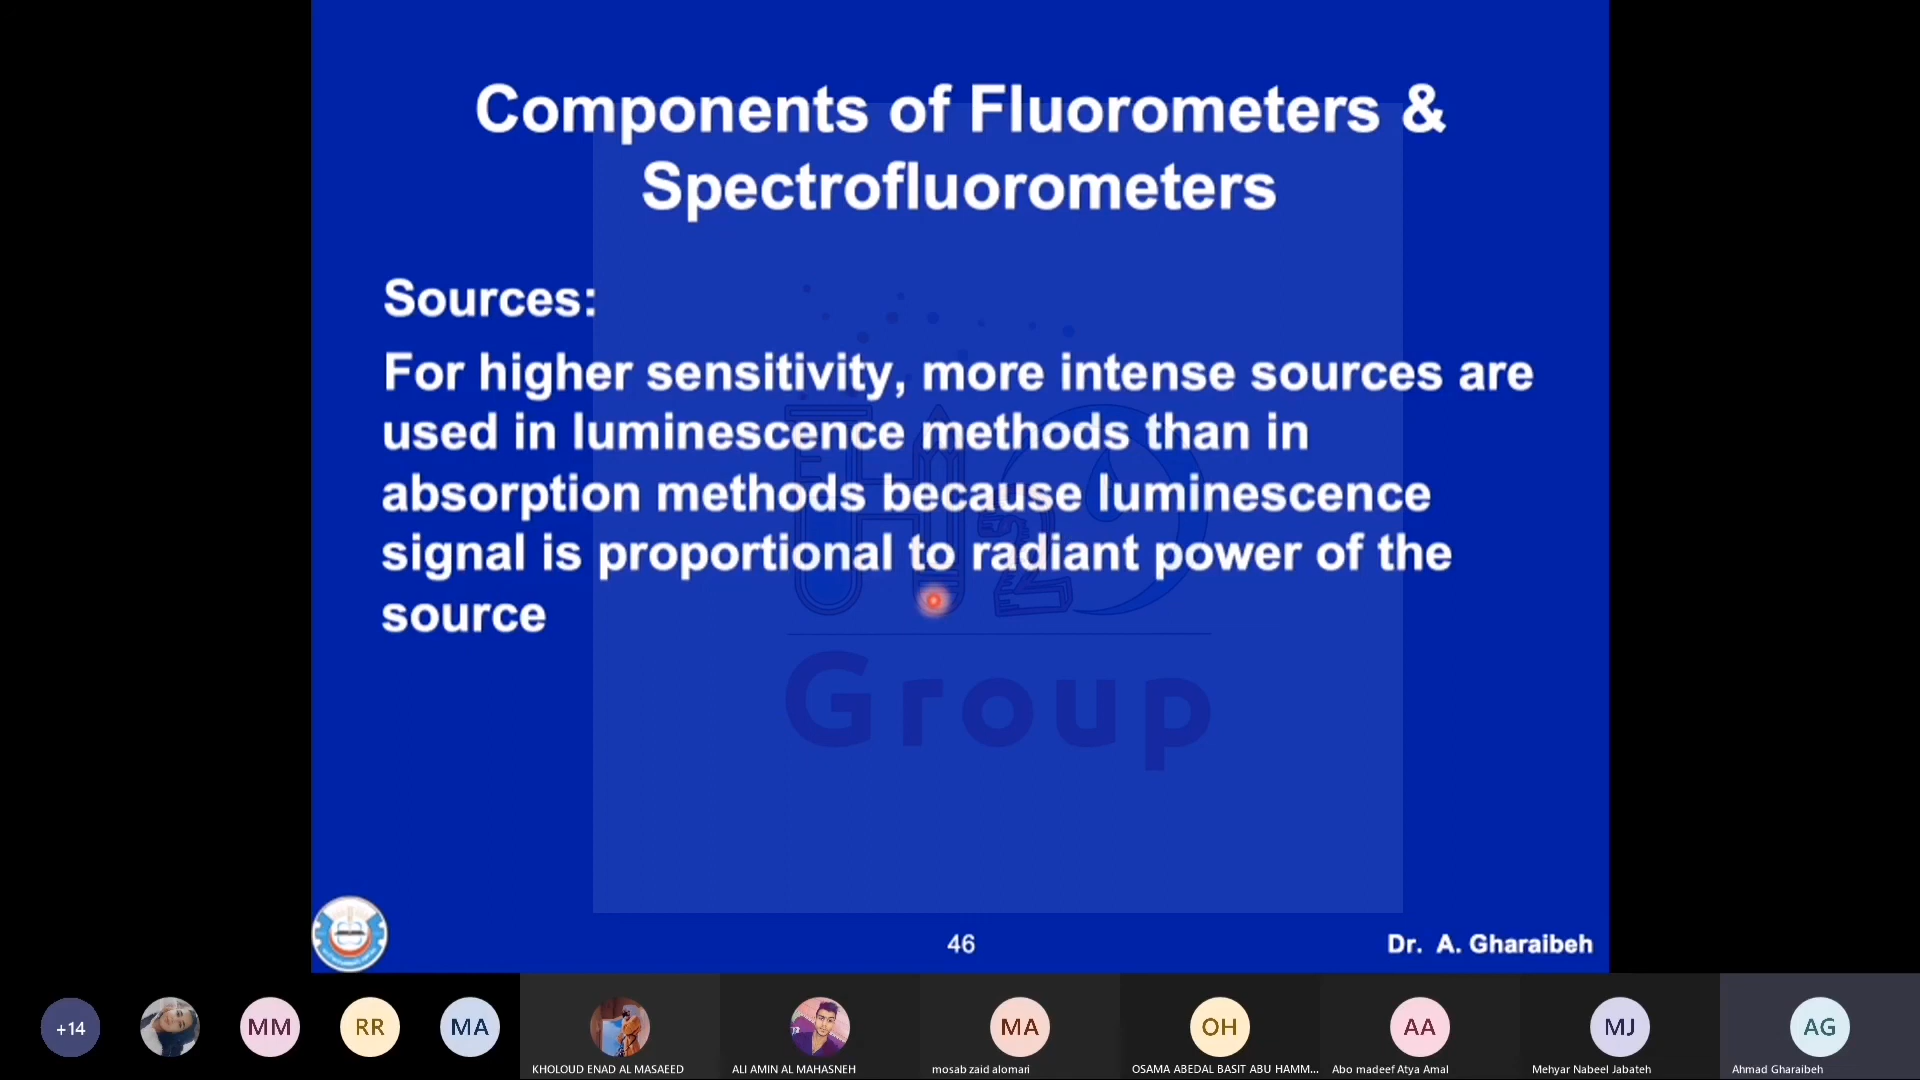 Components of Fluorometers &
Spectrofluorometers
Sources:
For higher sensitivity, more intense sources are
used in luminescence methods than in
absorption methods because luminescence
signal is proportional to radiant power of the
source
H2O
Group
46
Dr. A. Gharaibeh
+14
MM
RR
MA
MA
OH
AA
MJ
AG
KHOLOUD ENAD AL MASAEED
ALI AMIN AL MAHASNEH
mosab zaid alomari
OSAMA ABEDAL BASIT ABU HAMM...
Abo madeef Atya Amal
Mehyar Nabeel Jabateh
Ahmad Gharaibeh